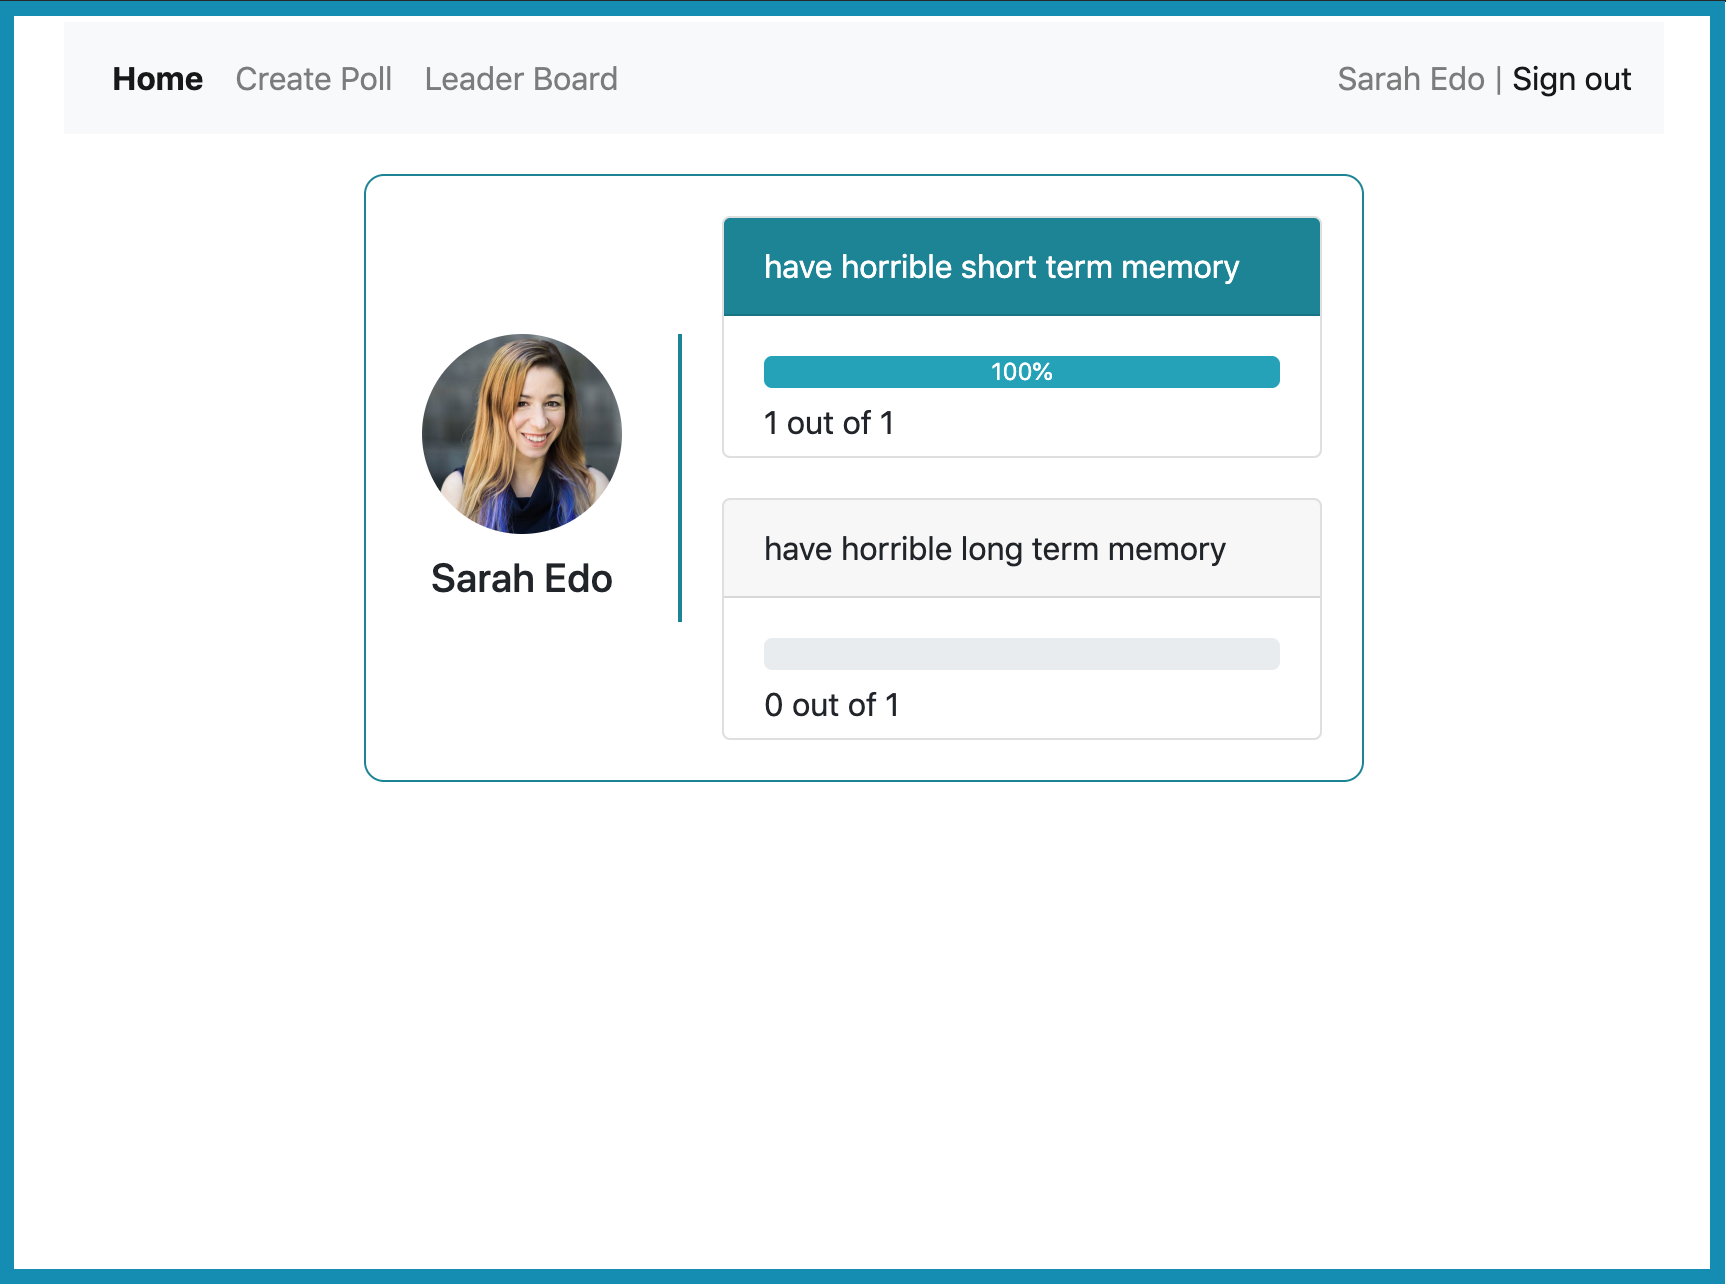 Home Create Poll Leader Board Sarah Edo | Sign out
have horrible short term memory
100%
1 out of 1
Sarah Edo
have horrible long term memory
0 out of 1